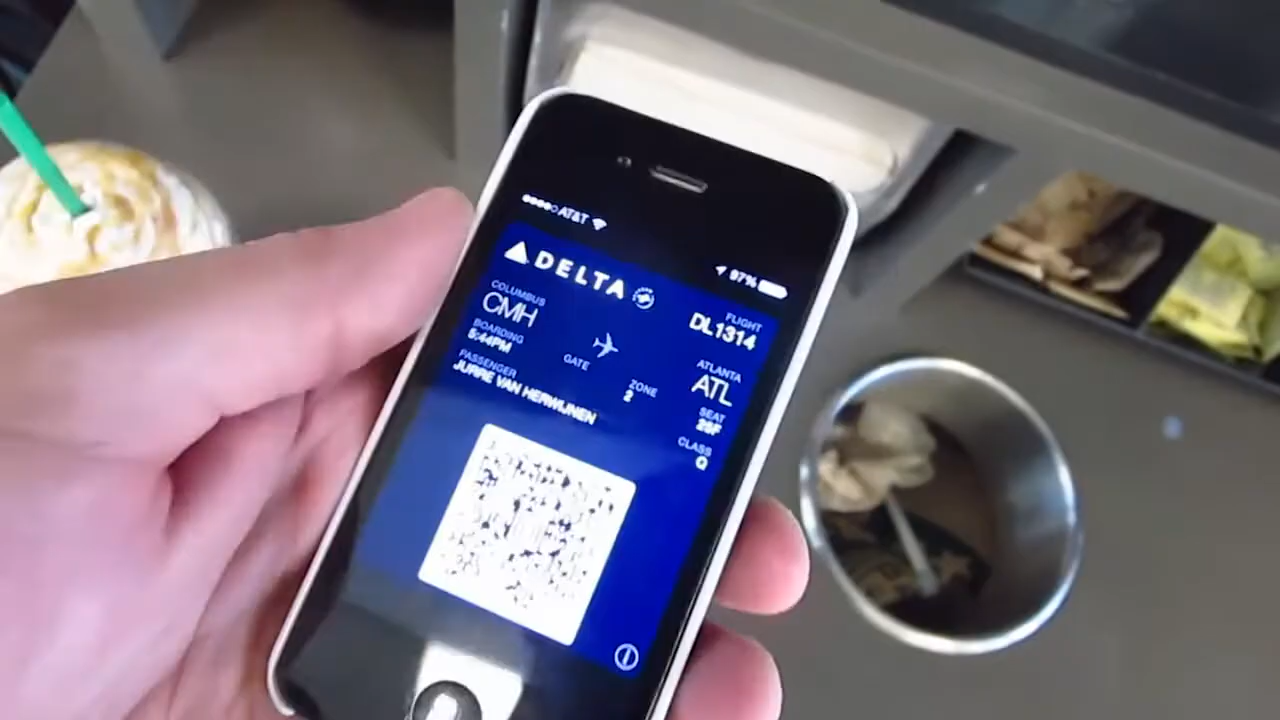 AT&T
97%
DELTA
FLIGHT
DL1314
COLUMBUS
CMH
ATLANTA
ATL
BOARDING
5:44PM
GATE
ZONE
2
SEAT
PASSENGER
JURRE VAN HERWIJNEN
CLASS
Q